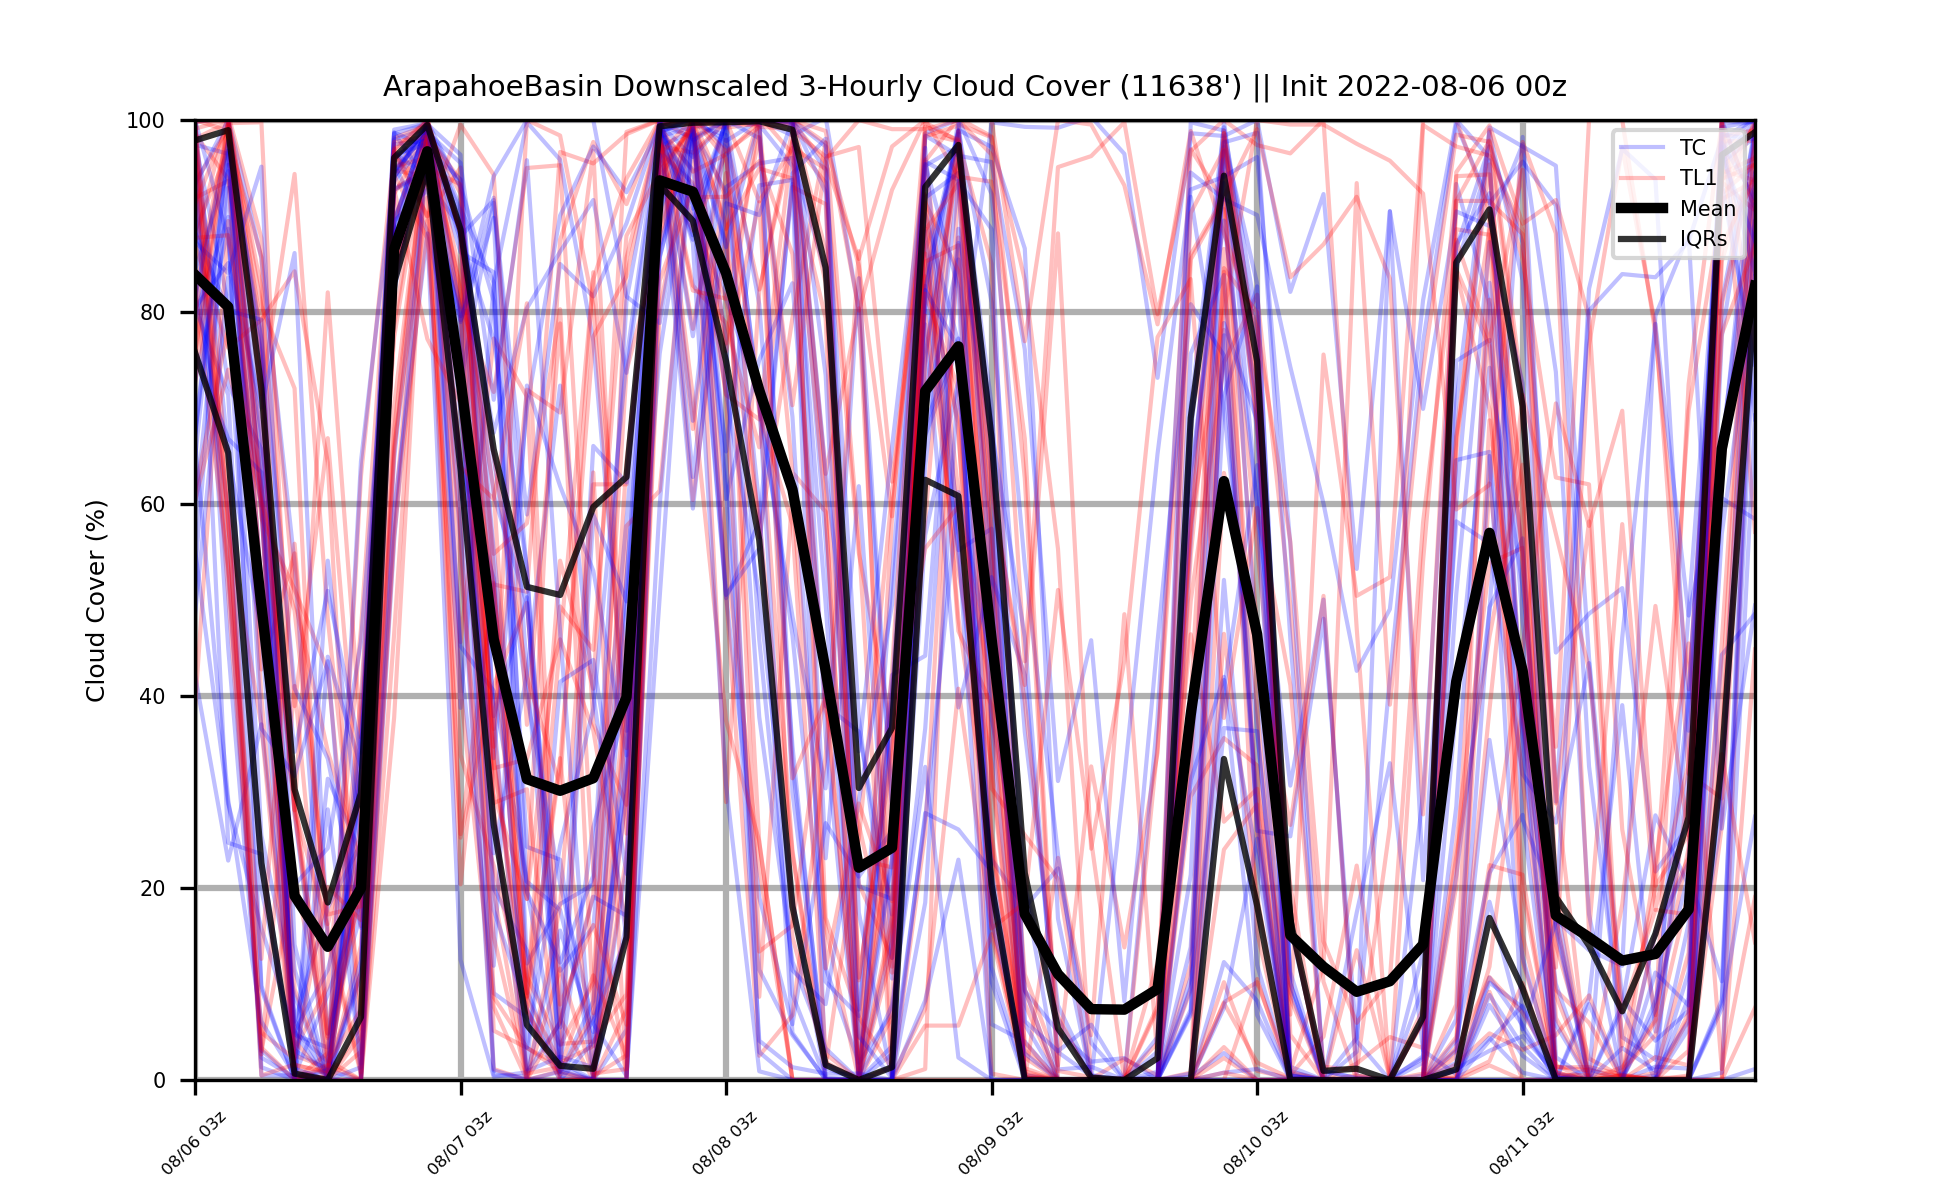 ArapahoeBasin Downscaled 3-Hourly Cloud Cover (11638') || Init 2022-08-06 00z
Cloud Cover (%)
100
80
60
40
20
0
TC
TL1
Mean
IQRs
08/06 03z
08/07 03z
08/08 03z
08/09 03z
08/10 03z
08/11 03z